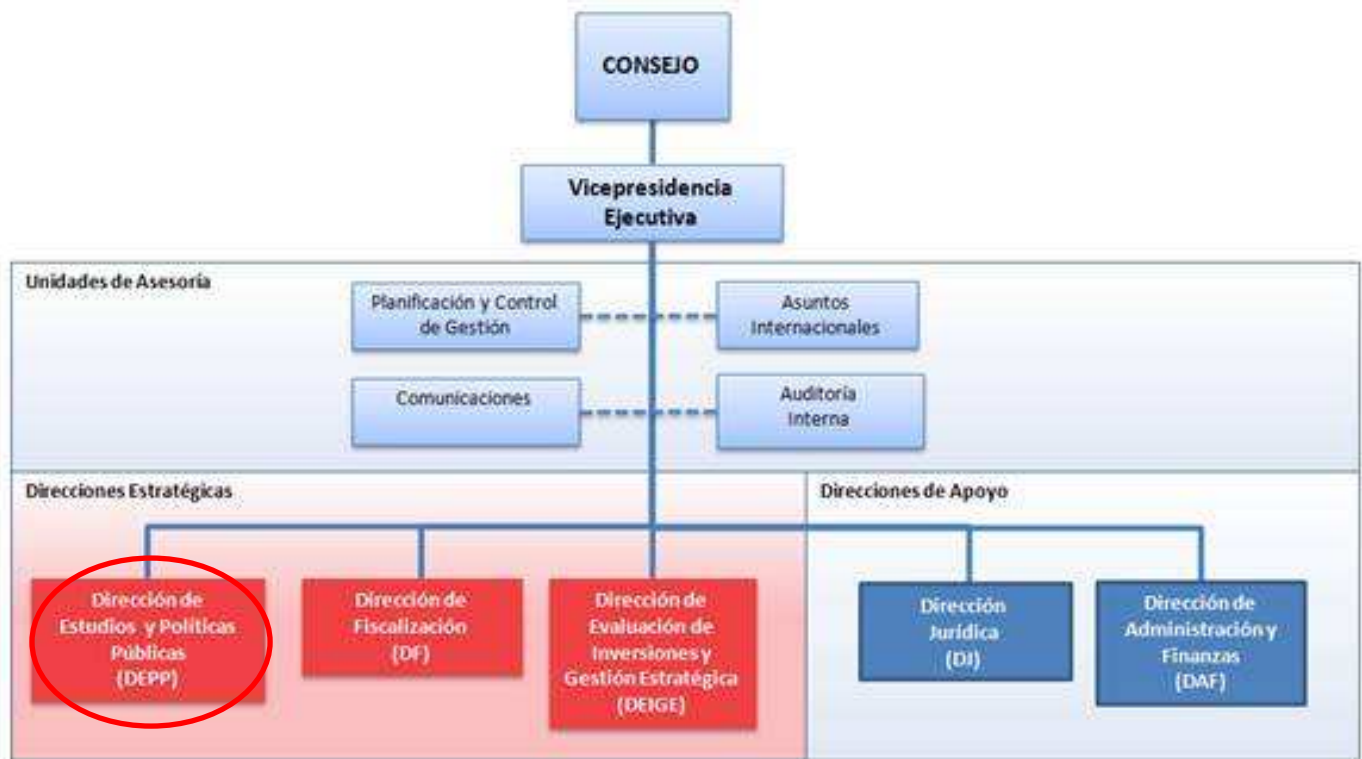 CONSEJO
Vicepresidencia
Ejecutiva
Unidades de Asesoría
Planificación y Control
de Gestión
Asuntos
Internacionales
Comunicaciones
Auditoría
Interna
Direcciones Estratégicas
Direcciones de Apoyo
Dirección de
Estudios y Políticas
Públicas
(DEPP)
Dirección de
Fiscalización
(DF)
Dirección de
Evaluación de
Inversiones y
Gestión Estratégica
(DEIGE)
Dirección
Jurídica
(DJ)
Dirección de
Administración y
Finanzas
(DAF)